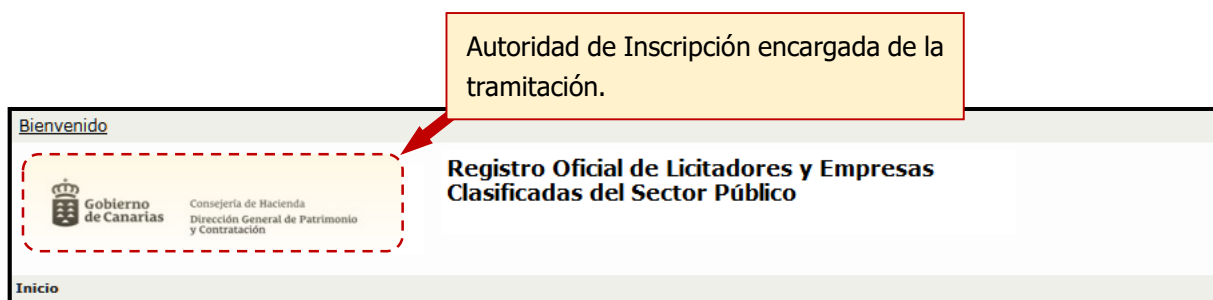 Autoridad de Inscripción encargada de la
tramitación.
Bienvenido
Gobierno
de Canarias
Consejería de Hacienda
Dirección General de Patrimonio
y Contratación
Registro Oficial de Licitadores y Empresas
Clasificadas del Sector Público
Inicio